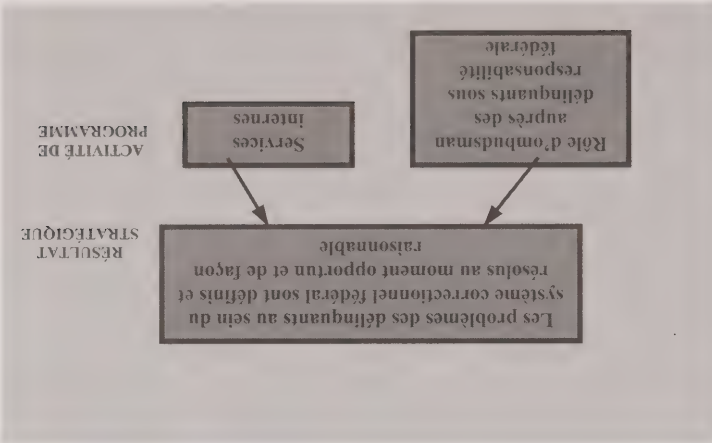 Les problèmes des délinquants au sein du
système correctionnel fédéral sont définis et
résolus au moment opportun et de façon
raisonnable
RÉSULTAT
STRATÉGIQUE
Rôle d'ombudsman
auprès des
délinquants sous
responsabilité
fédérale
Services
internes
ACTIVITÉ DE
PROGRAMME